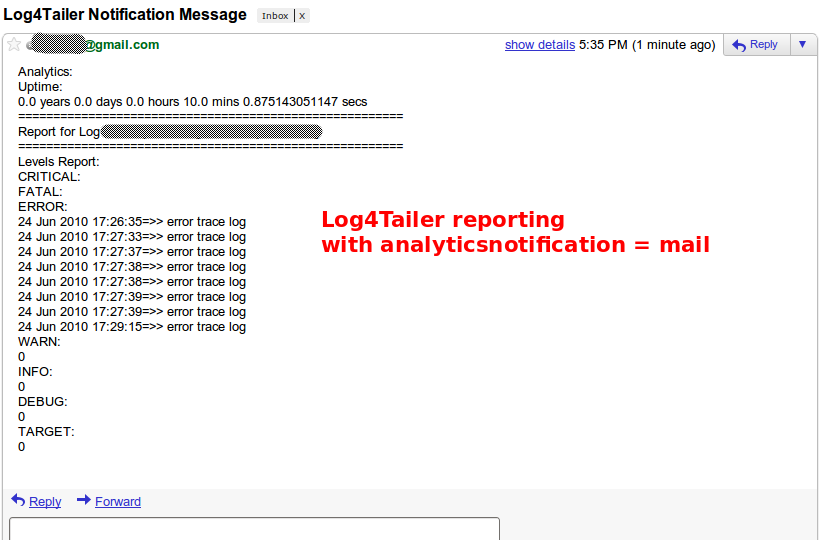 Log4Tailer Notification Message Inbox | X
@gmail.com show details 5:35 PM (1 minute ago) Reply
Analytics:
Uptime:
0.0 years 0.0 days 0.0 hours 10.0 mins 0.875143051147 secs
=======================================================
Report for Log
=======================================================
Levels Report:
CRITICAL:
FATAL:
ERROR:
24 Jun 2010 17:26:35=>> error trace log
24 Jun 2010 17:27:33=>> error trace log
24 Jun 2010 17:27:37=>> error trace log
24 Jun 2010 17:27:38=>> error trace log
24 Jun 2010 17:27:38=>> error trace log
24 Jun 2010 17:27:39=>> error trace log
24 Jun 2010 17:27:39=>> error trace log
24 Jun 2010 17:29:15=>> error trace log
WARN:
0
INFO:
0
DEBUG:
0
TARGET:
0
Log4Tailer reporting
with analyticsnotification = mail
Reply Forward